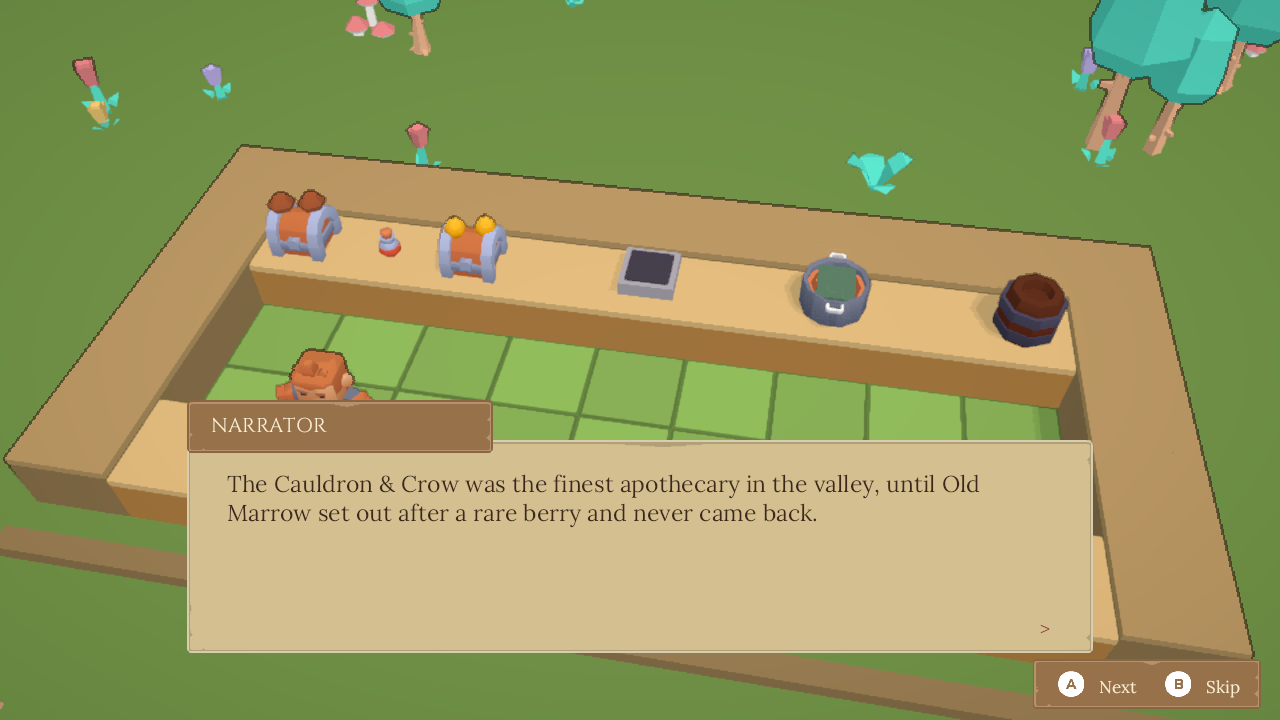 NARRATOR
The Cauldron & Crow was the finest apothecary in the valley, until Old
Marrow set out after a rare berry and never came back.
>
A Next B Skip